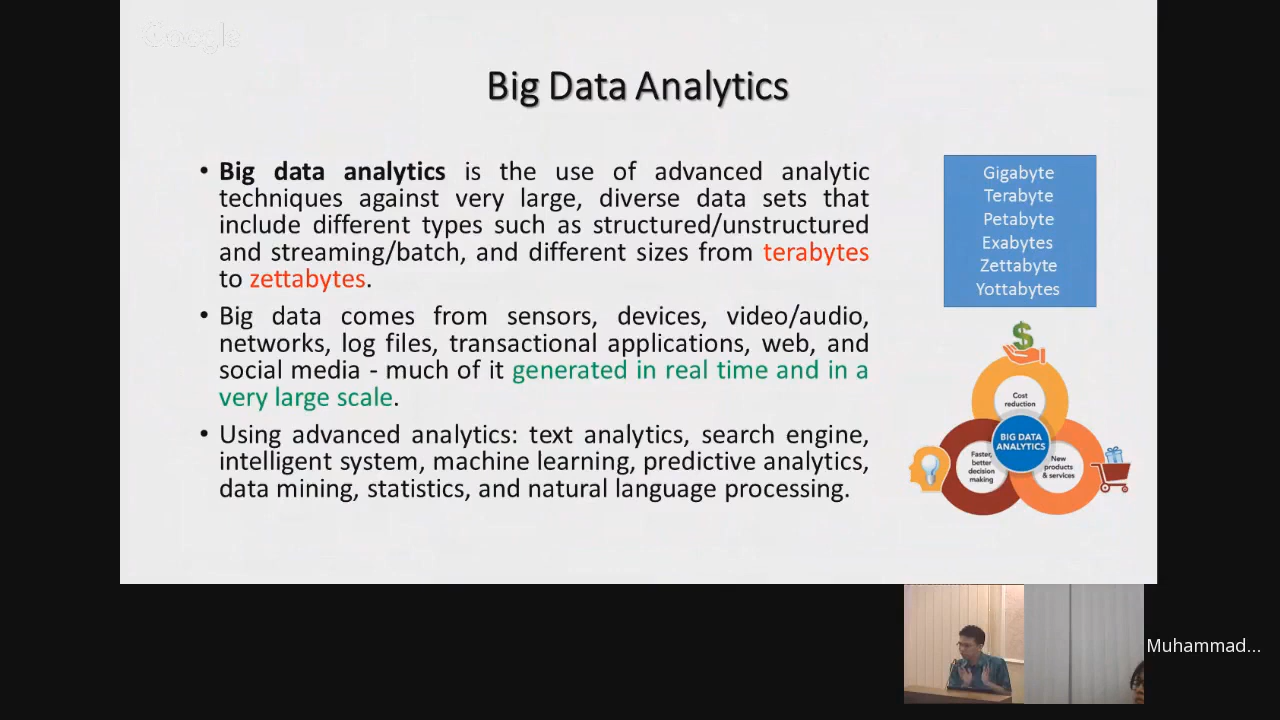 Google
Big Data Analytics
• Big data analytics is the use of advanced analytic
techniques against very large, diverse data sets that
include different types such as structured/unstructured
and streaming/batch, and different sizes from terabytes
to zettabytes.
• Big data comes from sensors, devices, video/audio,
networks, log files, transactional applications, web, and
social media - much of it generated in real time and in a
very large scale.
• Using advanced analytics: text analytics, search engine,
intelligent system, machine learning, predictive analytics,
data mining, statistics, and natural language processing.
Gigabyte
Terabyte
Petabyte
Exabytes
Zettabyte
Yottabytes
$
Cost
reduction
BIG DATA
ANALYTICS
Faster,
better
decision
making
New
products
& services
Muhammad...